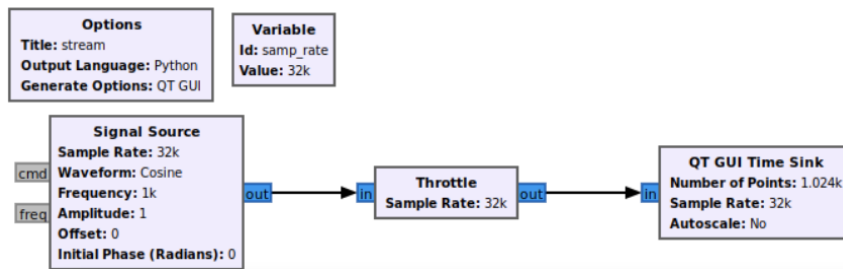 Options
Title: stream
Output Language: Python
Generate Options: QT GUI
Variable
Id: samp_rate
Value: 32k
Signal Source
Sample Rate: 32k
Waveform: Cosine
Frequency: 1k
Amplitude: 1
Offset: 0
Initial Phase (Radians): 0
cmd
freq
out
in
Throttle
Sample Rate: 32k
out
in
QT GUI Time Sink
Number of Points: 1.024k
Sample Rate: 32k
Autoscale: No